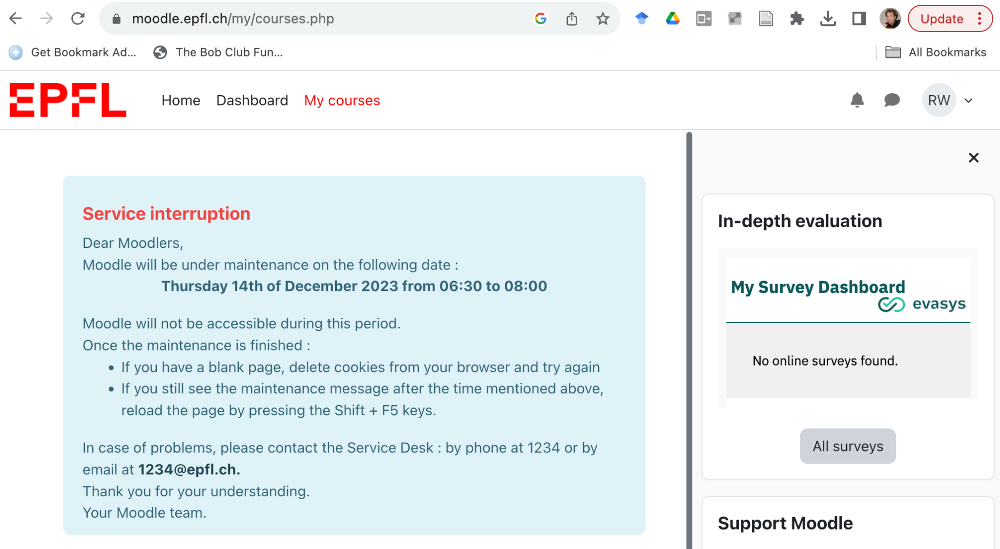 moodle.epfl.ch/my/courses.php
Update
Get Bookmark Ad...
The Bob Club Fun...
All Bookmarks
EPFL
Home
Dashboard
My courses
RW
Service interruption
Dear Moodlers,
Moodle will be under maintenance on the following date :
Thursday 14th of December 2023 from 06:30 to 08:00
Moodle will not be accessible during this period.
Once the maintenance is finished :
• If you have a blank page, delete cookies from your browser and try again
• If you still see the maintenance message after the time mentioned above,
reload the page by pressing the Shift + F5 keys.
In case of problems, please contact the Service Desk : by phone at 1234 or by
email at 1234@epfl.ch.
Thank you for your understanding.
Your Moodle team.
In-depth evaluation
My Survey Dashboard
evasys
No online surveys found.
All surveys
Support Moodle